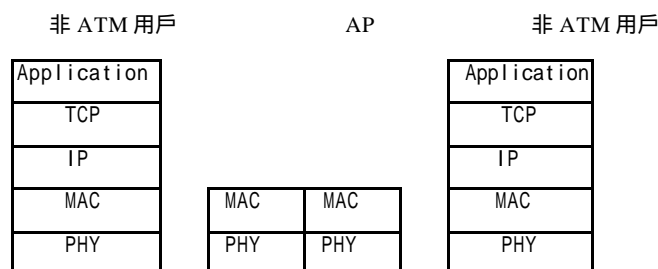 非 ATM 用戶 AP 非 ATM 用戶
Application Application
TCP TCP
IP IP
MAC MAC MAC MAC
PHY PHY PHY PHY